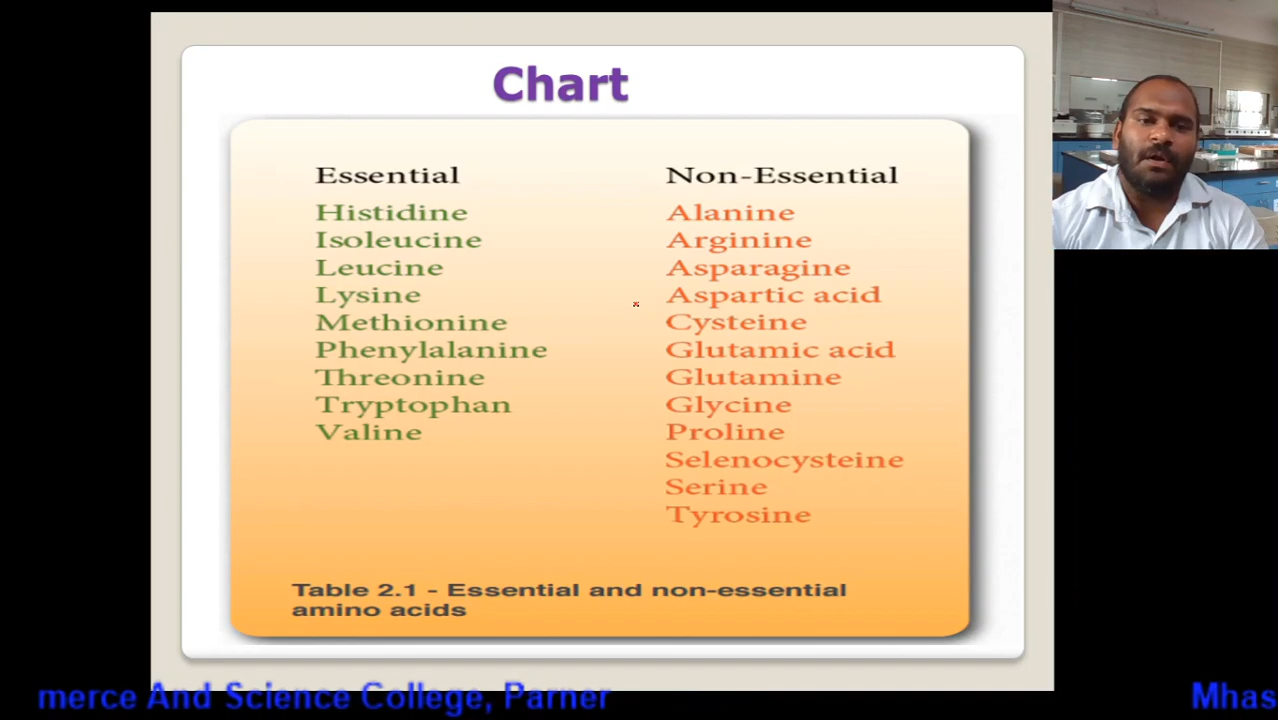 Chart
Essential
Histidine
Isoleucine
Leucine
Lysine
Methionine
Phenylalanine
Threonine
Tryptophan
Valine
Non-Essential
Alanine
Arginine
Asparagine
Aspartic acid
Cysteine
Glutamic acid
Glutamine
Glycine
Proline
Selenocysteine
Serine
Tyrosine
Table 2.1 - Essential and non-essential
amino acids
merce And Science College, Parner
Mhas